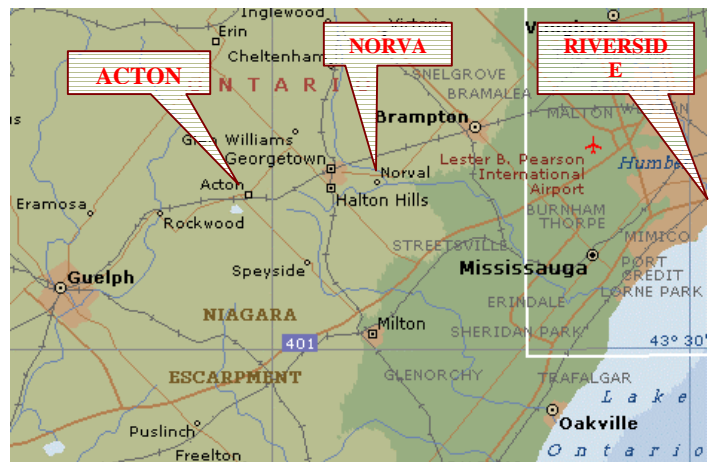 Inglewood
Victoria
Erin
Cheltenham
NORVA
RIVERSID
E
ACTON
NTARI
SNELGROVE
BRAMALEA
MALTON
Brampton
Williams
Georgetown
Lester B. Pearson
International
Airport
Humbe
Norval
Acton
Halton Hills
Eramosa
Rockwood
BURNHAM
THORPE
STREETSVILLE
MIMICO
Speyside
Mississauga
PORT
CREDIT
LORNE PARK
Guelph
ERINDALE
NIAGARA
Milton
SHERIDAN PARK
401
43° 30'
ESCARPMENT
GLENORCHY
TRAFALGAR
Lake
Oakville
Puslinch
Freelton
Ontario